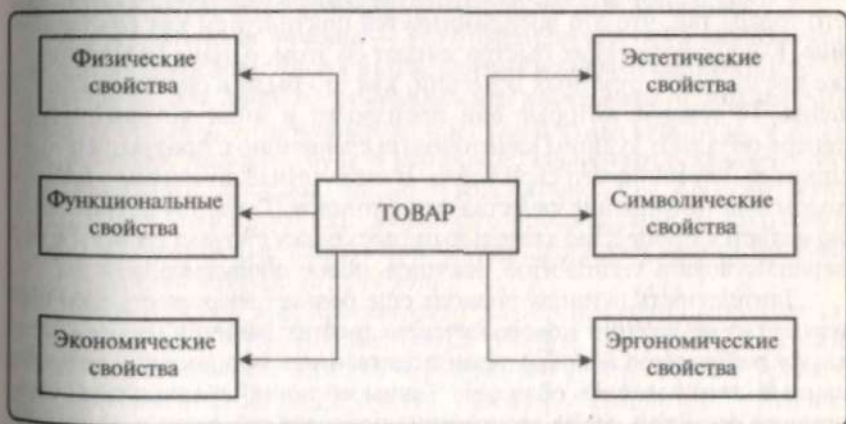 Физические
свойства
Эстетические
свойства
Функциональные
свойства
ТОВАР
Символические
свойства
Экономические
свойства
Эргономические
свойства